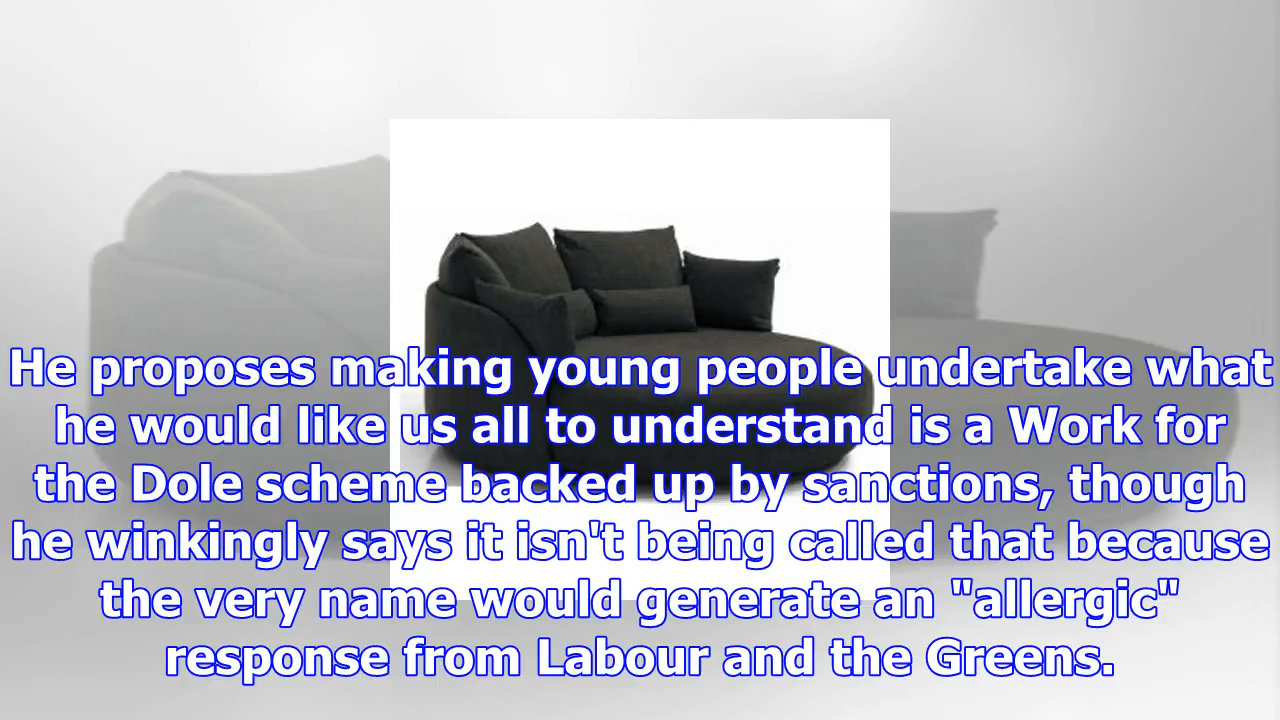 He proposes making young people undertake what
he would like us all to understand is a Work for
the Dole scheme backed up by sanctions, though
he winkingly says it isn't being called that because
the very name would generate an "allergic"
response from Labour and the Greens.